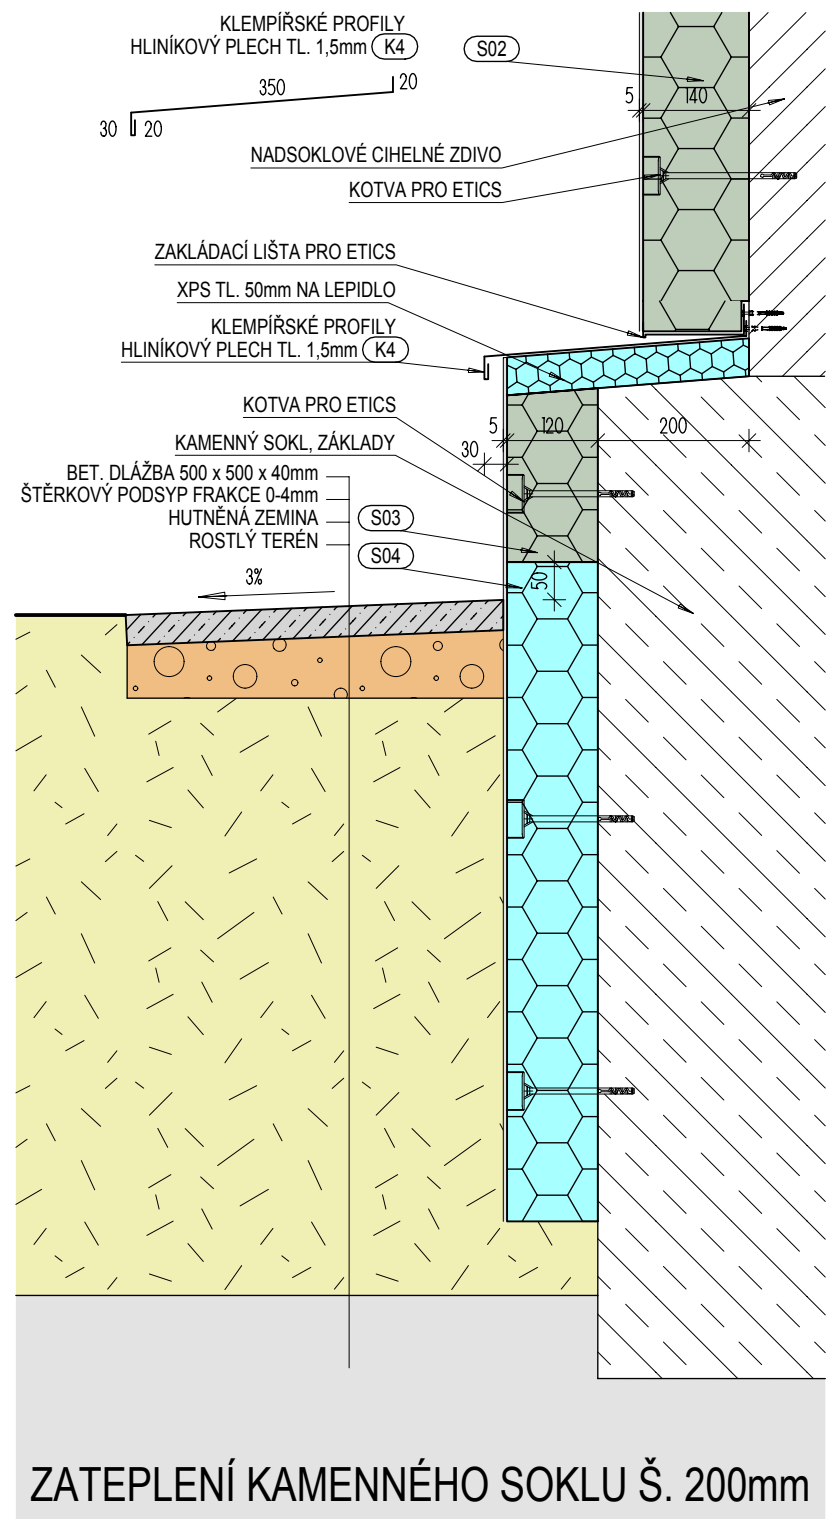 KLEMPÍŘSKÉ PROFILY
HLINÍKOVÝ PLECH TL. 1,5mm K4
S02
350
20
30
20
5
140
NADSOKLOVÉ CIHELNÉ ZDIVO
KOTVA PRO ETICS
ZAKLÁDACÍ LIŠTA PRO ETICS
XPS TL. 50mm NA LEPIDLO
KLEMPÍŘSKÉ PROFILY
HLINÍKOVÝ PLECH TL. 1,5mm K4
KOTVA PRO ETICS
5
120
200
KAMENNÝ SOKL, ZÁKLADY
30
BET. DLÁŽBA 500 x 500 x 40mm
ŠTĚRKOVÝ PODSYP FRAKCE 0-4mm
HUTNĚNÁ ZEMINA
S03
ROSTLÝ TERÉN
S04
3%
50
ZATEPLENÍ KAMENNÉHO SOKLU Š. 200mm